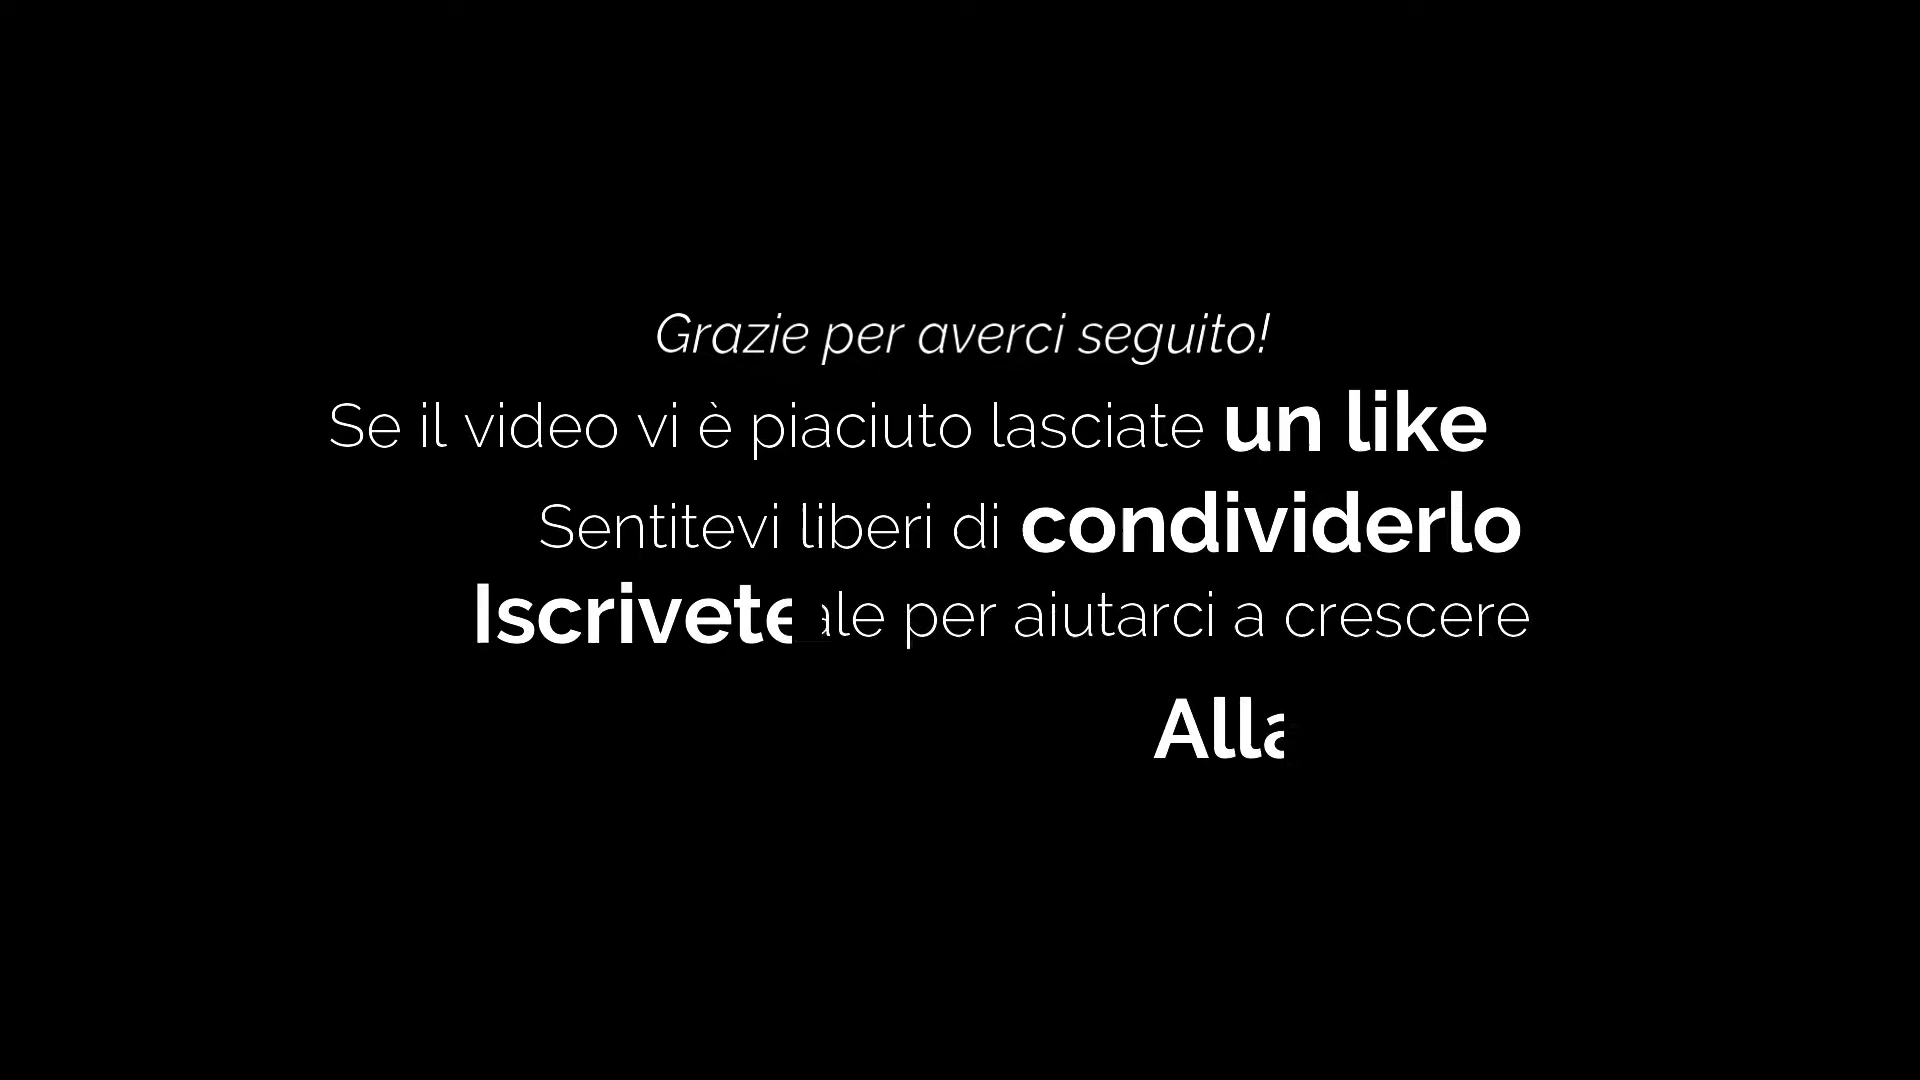 Grazie per averci seguito!
Se il video vi è piaciuto lasciate un like
Sentitevi liberi di condividerlo
Iscrivete ale per aiutarci a crescere
Alla